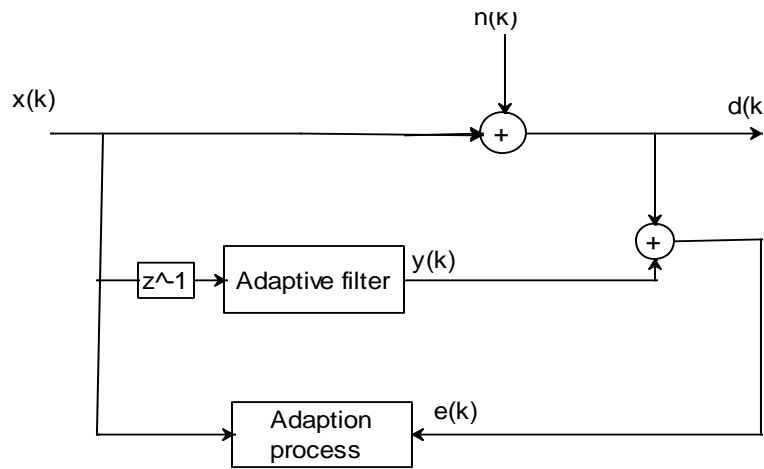 n(k)
x(k)
d(k
+
+
z^-1
Adaptive filter
y(k)
Adaption
process
e(k)